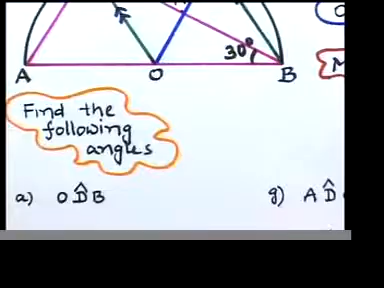 30°
A O B
Find the
following
angles
a) OD̂B g) AD̂